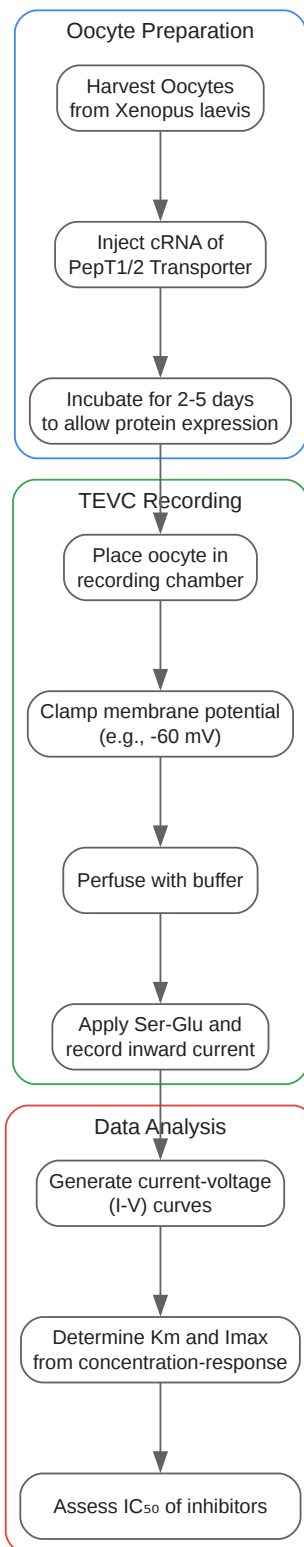 Oocyte Preparation
Harvest Oocytes
from Xenopus laevis
Inject cRNA of
PepT1/2 Transporter
Incubate for 2-5 days
to allow protein expression
TEVC Recording
Place oocyte in
recording chamber
Clamp membrane potential
(e.g., -60 mV)
Perfuse with buffer
Apply Ser-Glu and
record inward current
Data Analysis
Generate current-voltage
(I-V) curves
Determine Km and Imax
from concentration-response
Assess IC₅₀ of inhibitors